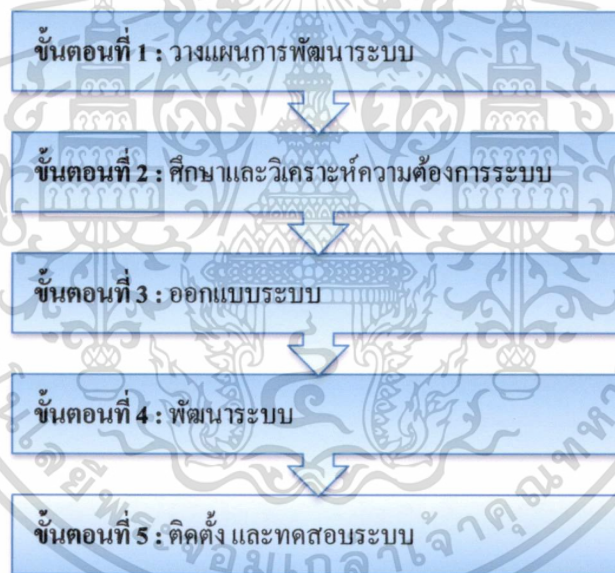 ขั้นตอนที่ 1 : วางแผนการพัฒนาระบบ
ขั้นตอนที่ 2 : ศึกษาและวิเคราะห์ความต้องการระบบ
ขั้นตอนที่ 3 : ออกแบบระบบ
ขั้นตอนที่ 4 : พัฒนาระบบ
ขั้นตอนที่ 5 : ติดตั้ง และทดสอบระบบ